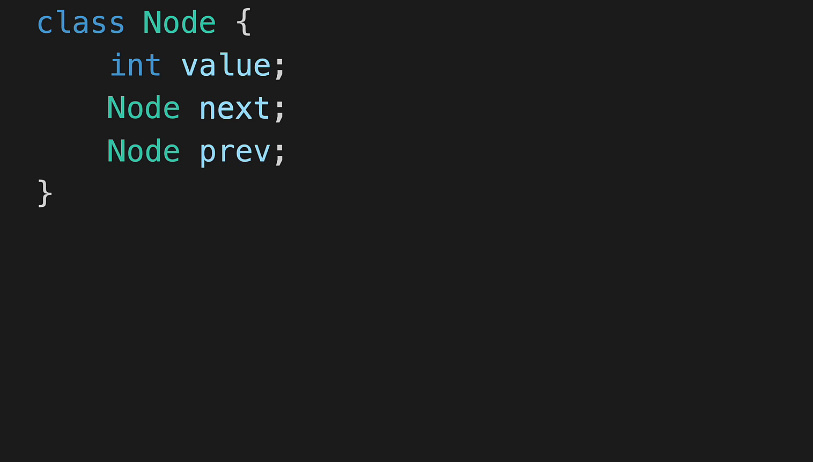 class Node {
    int value;
    Node next;
    Node prev;
}